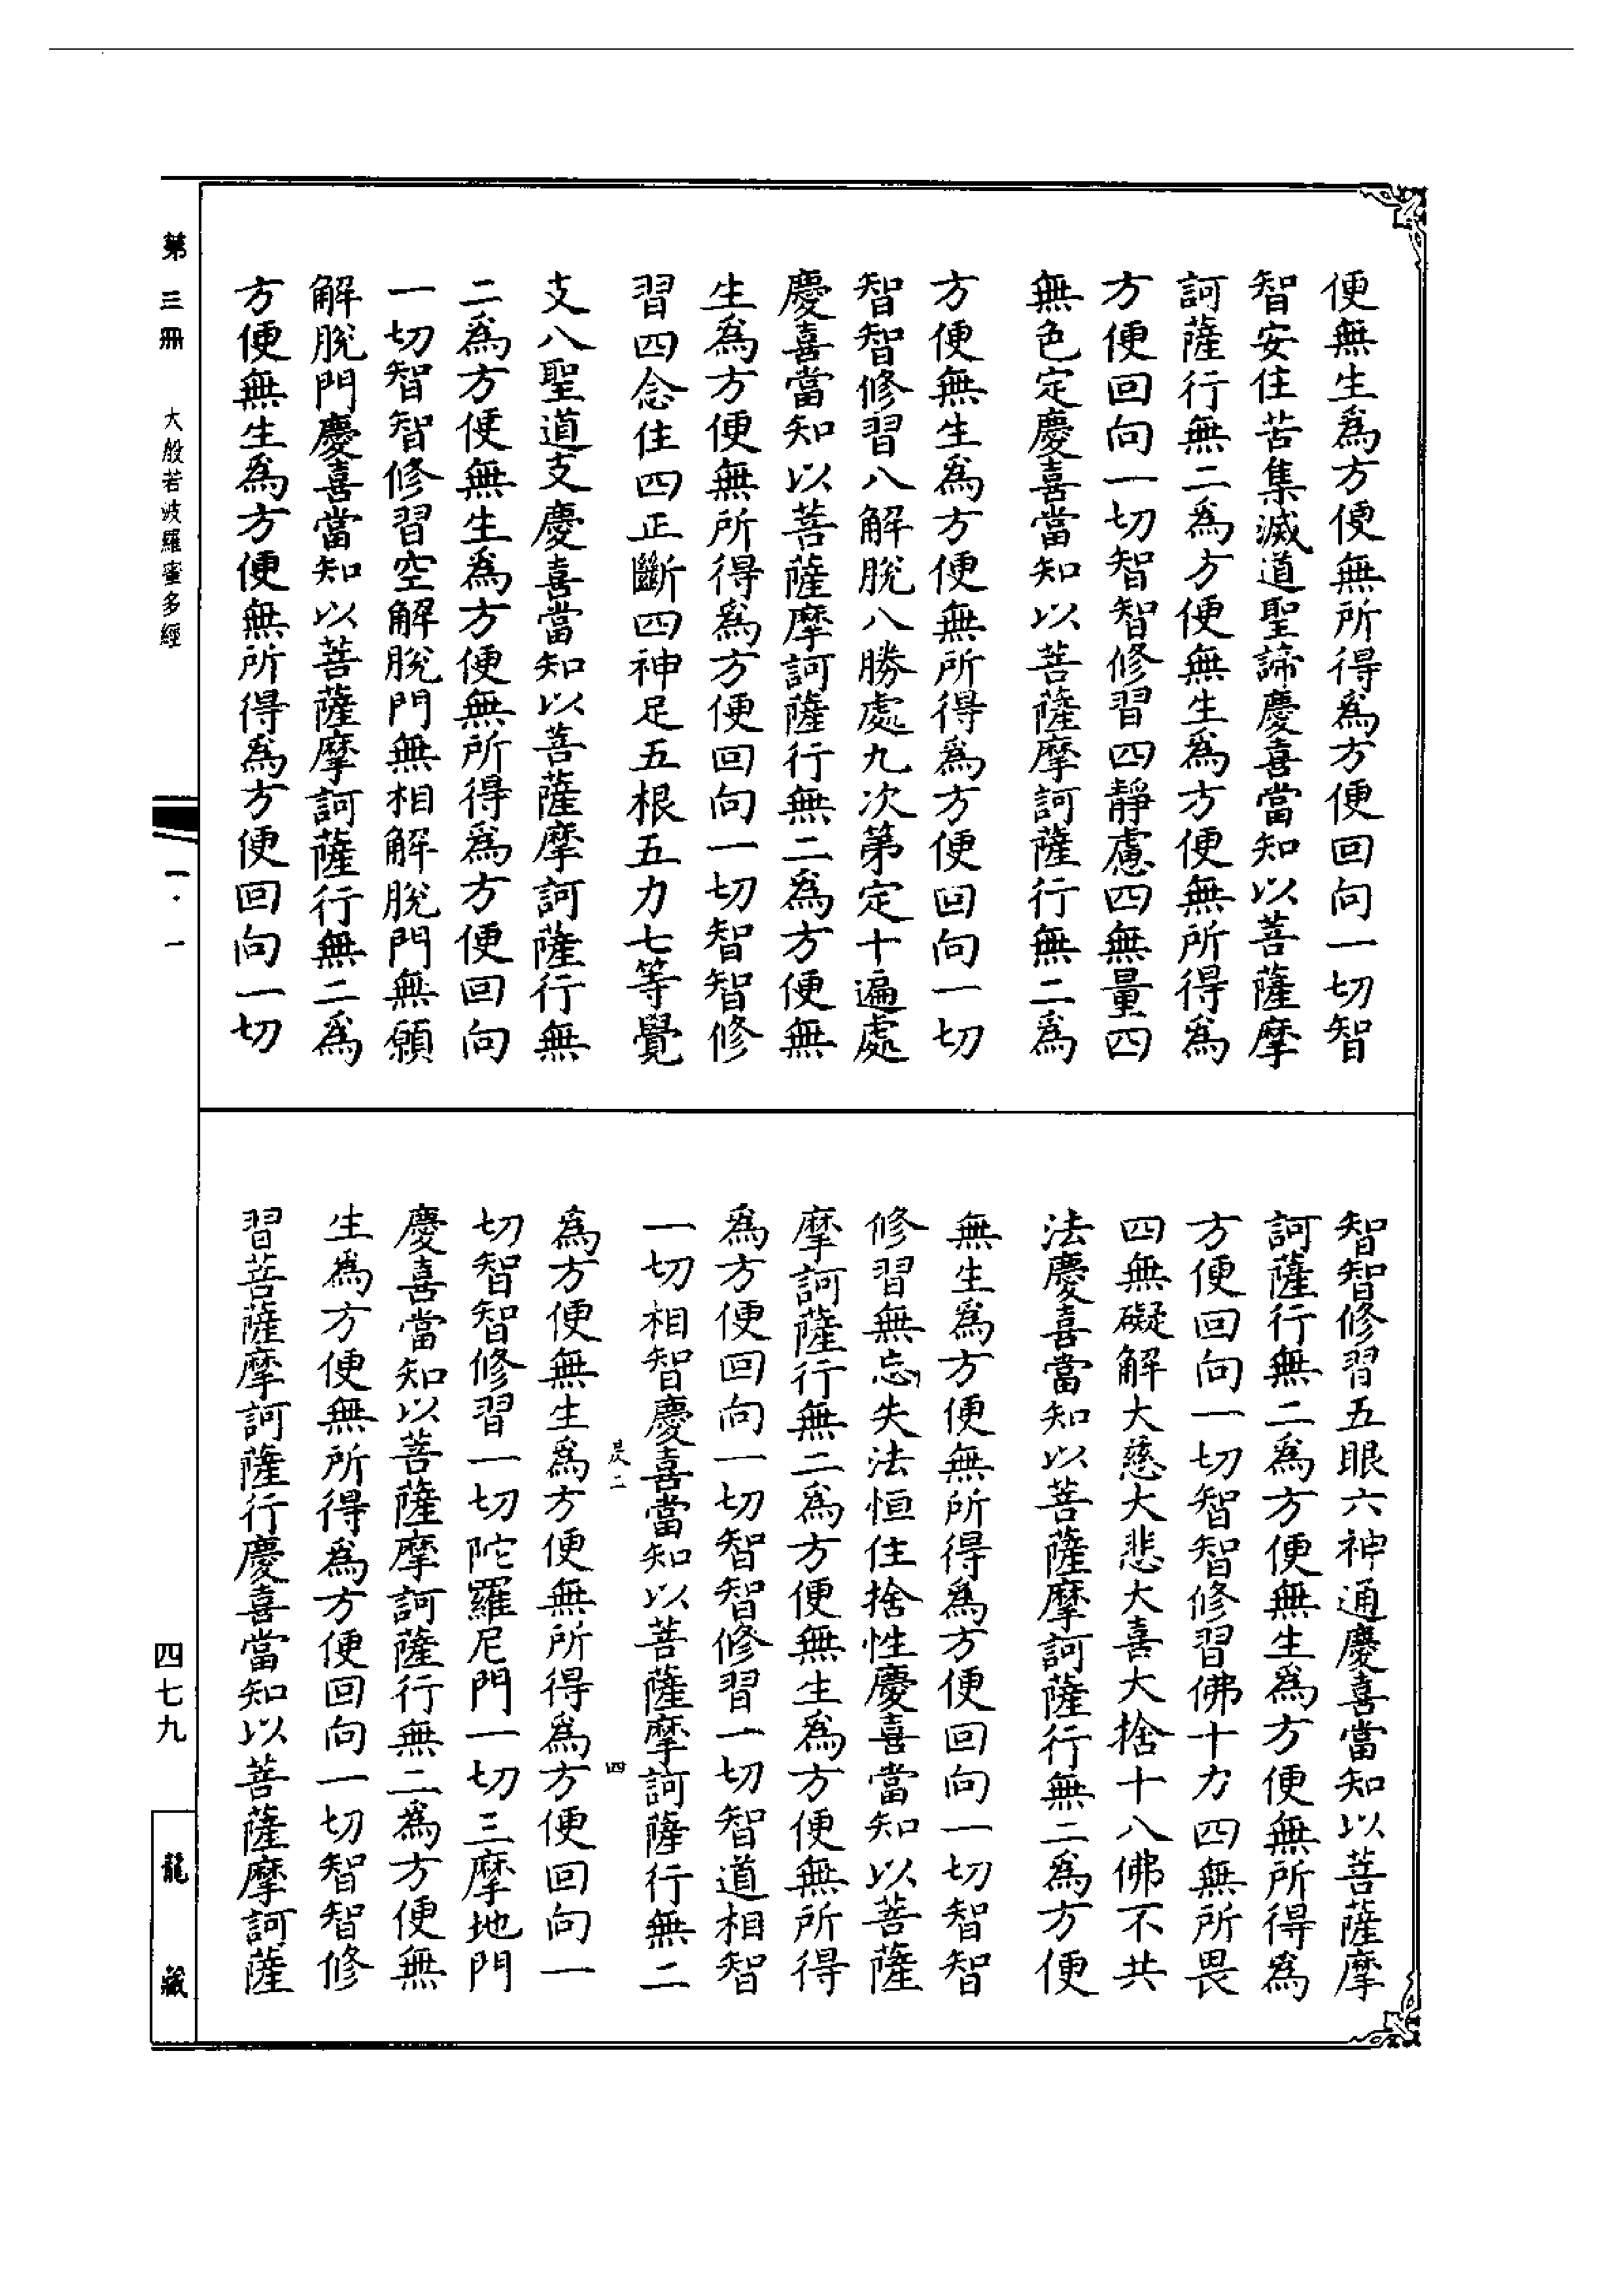 便無生爲方便無所得爲方便回向一切智
智安住苦集滅道聖諦慶喜當知以菩薩摩
訶薩行無二爲方便無生爲方便無所得爲
方便回向一切智智修習四靜慮四無量四
無色定慶喜當知以菩薩摩訶薩行無二爲
方便無生爲方便無所得爲方便回向一切
智智修習八解脫八勝處九次第定十遍處
慶喜當知以菩薩摩訶薩行無二爲方便無
生爲方便無所得爲方便回向一切智智修
習四念住四正斷四神足五根五力七等覺
支八聖道支慶喜當知以菩薩摩訶薩行無
二爲方便無生爲方便無所得爲方便回向
一切智智修習空解脫門無相解脫門無願
解脫門慶喜當知以菩薩摩訶薩行無二爲
方便無生爲方便無所得爲方便回向一切
智智修習五眼六神通慶喜當知以菩薩摩
訶薩行無二爲方便無生爲方便無所得爲
方便回向一切智智修習佛十力四無所畏
四無礙解大慈大悲大喜大捨十八佛不共
法慶喜當知以菩薩摩訶薩行無二爲方便
無生爲方便無所得爲方便回向一切智智
修習無忘失法恒住捨性慶喜當知以菩薩
摩訶薩行無二爲方便無生爲方便無所得
爲方便回向一切智智修習一切智道相智
一切相智慶喜當知以菩薩摩訶薩行無二
昃二 四
爲方便無生爲方便無所得爲方便回向一
切智智修習一切陀羅尼門一切三摩地門
慶喜當知以菩薩摩訶薩行無二爲方便無
生爲方便無所得爲方便回向一切智智修
習菩薩摩訶薩行慶喜當知以菩薩摩訶薩
第三冊 大般若波羅蜜多經 一·一
四七九
龍藏